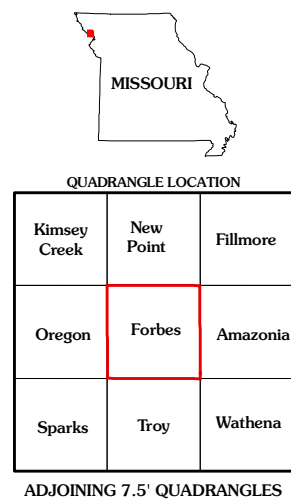 MISSOURI
QUADRANGLE LOCATION
Kimsey
Creek
New
Point
Fillmore
Oregon
Forbes
Amazonia
Sparks
Troy
Wathena
ADJOINING 7.5' QUADRANGLES